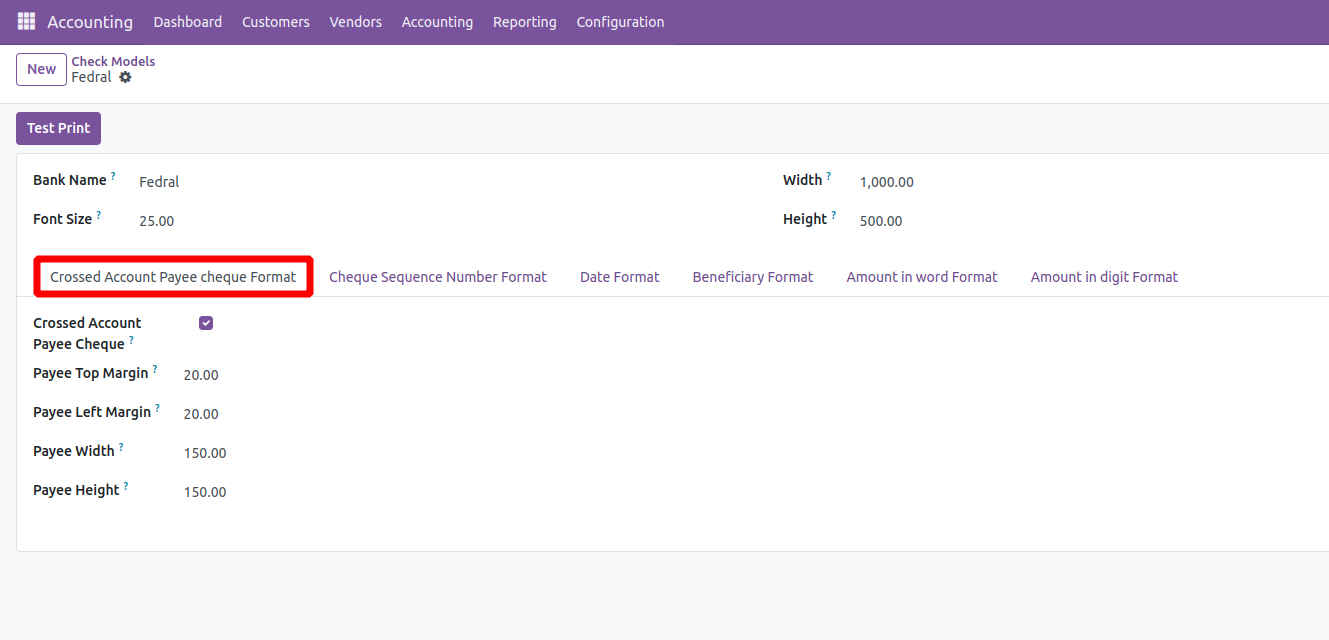 Accounting Dashboard Customers Vendors Accounting Reporting Configuration
New
Check Models
Fedral
Test Print
Bank Name ? Fedral Width ? 1,000.00
Font Size ? 25.00 Height ? 500.00
Crossed Account Payee cheque Format Cheque Sequence Number Format Date Format Beneficiary Format Amount in word Format Amount in digit Format
Crossed Account
Payee Cheque ?
Payee Top Margin ? 20.00
Payee Left Margin ? 20.00
Payee Width ? 150.00
Payee Height ? 150.00